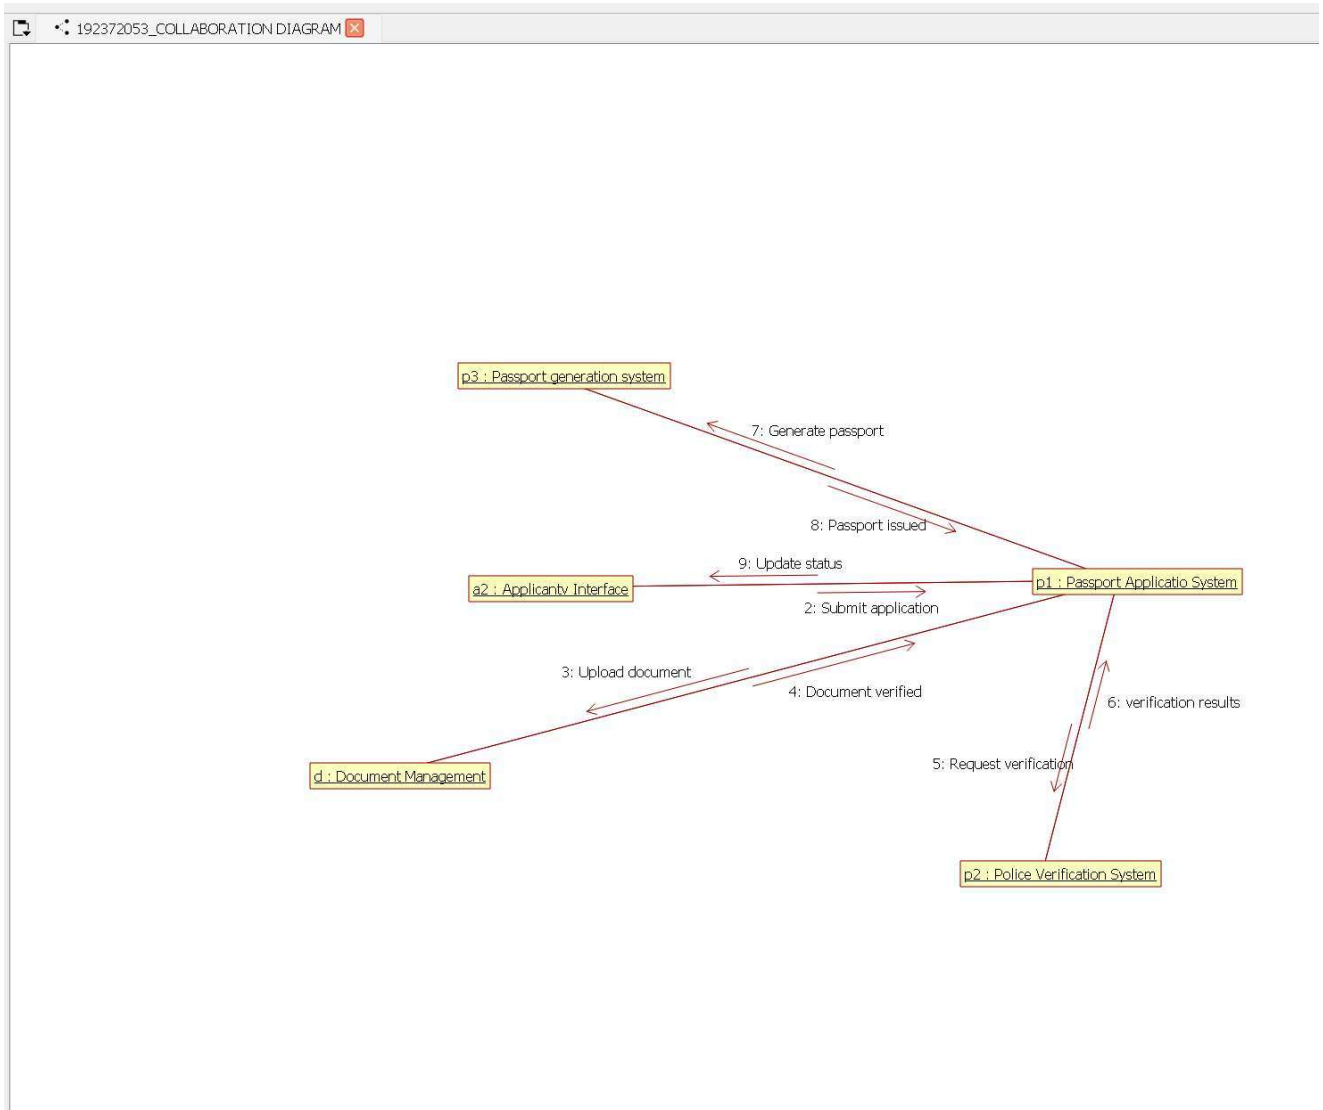 192372053_COLLABORATION DIAGRAM
p3 : Passport generation system
7: Generate passport
8: Passport issued
9: Update status
p1 : Passport Applicatio System
a2 : Applicantv Interface
2: Submit application
3: Upload document
4: Document verified
6: verification results
5: Request verification
d : Document Management
p2 : Police Verification System